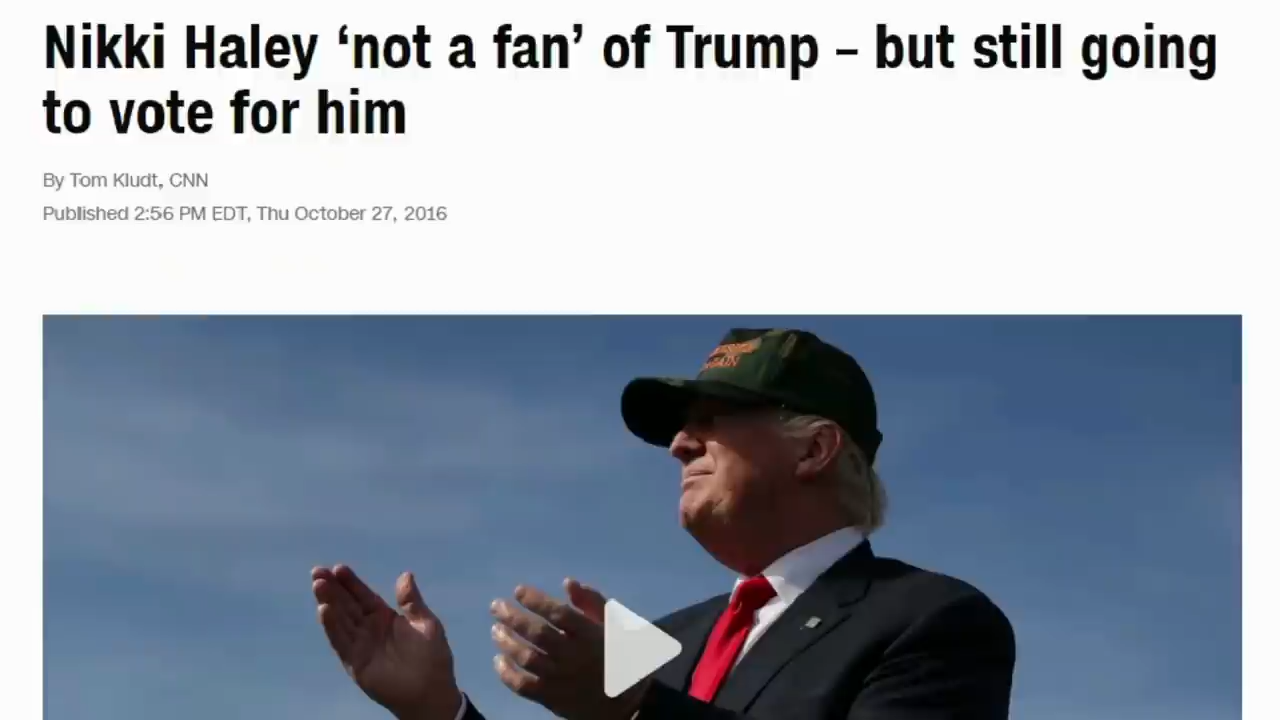 Nikki Haley ‘not a fan’ of Trump – but still going
to vote for him
By Tom Kludt, CNN
Published 2:56 PM EDT, Thu October 27, 2016